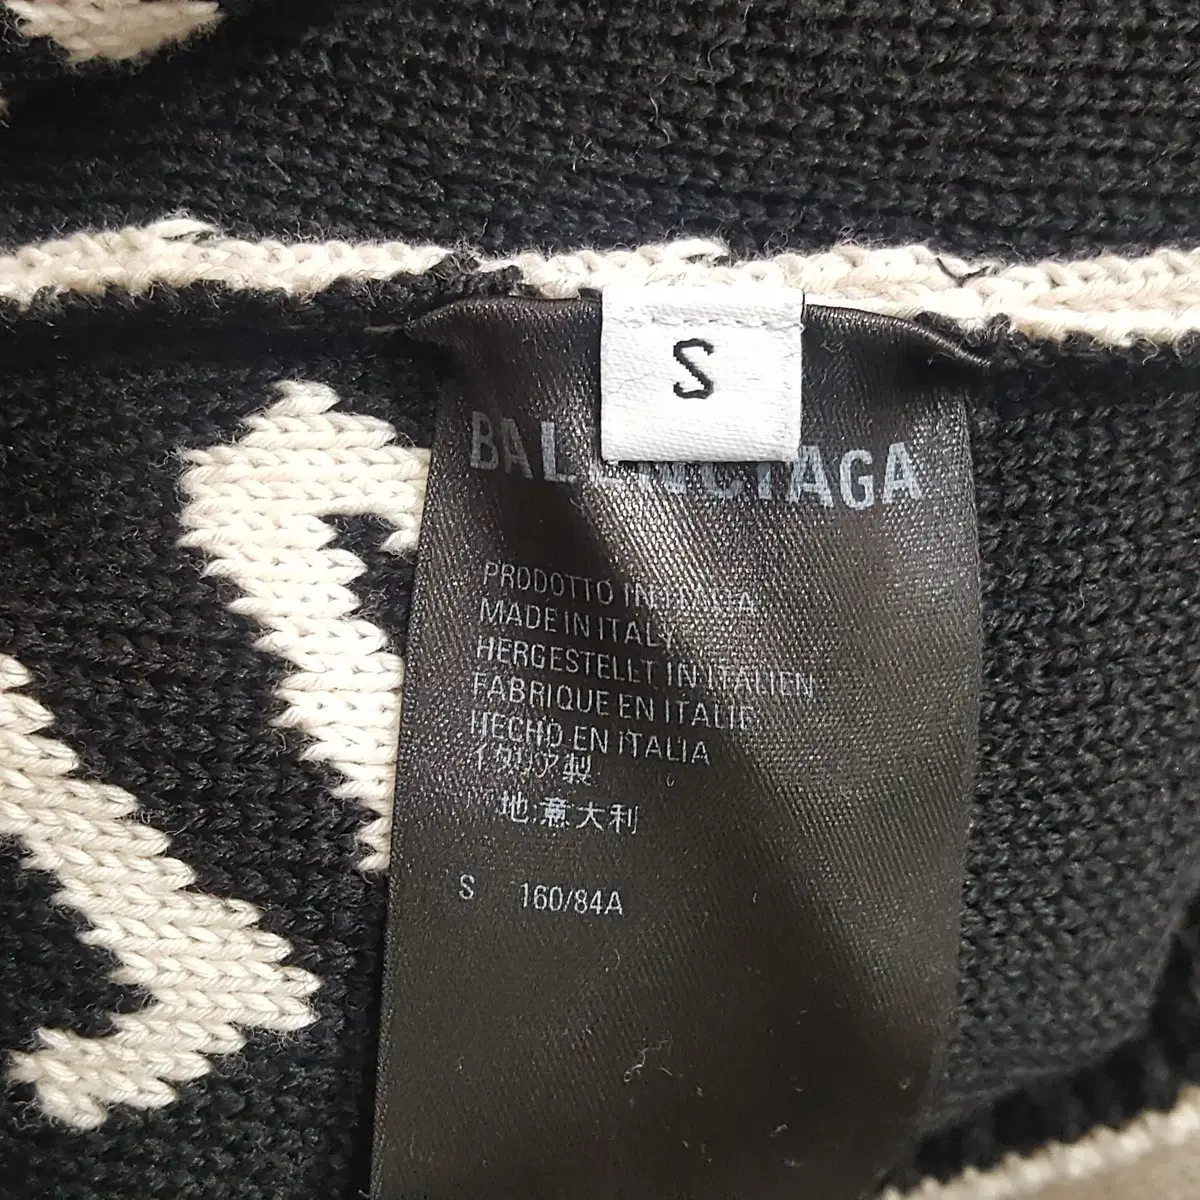 S
BALENCIAGA
PRODOTTO IN ITALIA
MADE IN ITALY
HERGESTELLT IN ITALIEN
FABRIQUE EN ITALIE
HECHO EN ITALIA
イタリア製
地:意大利
S 160/84A